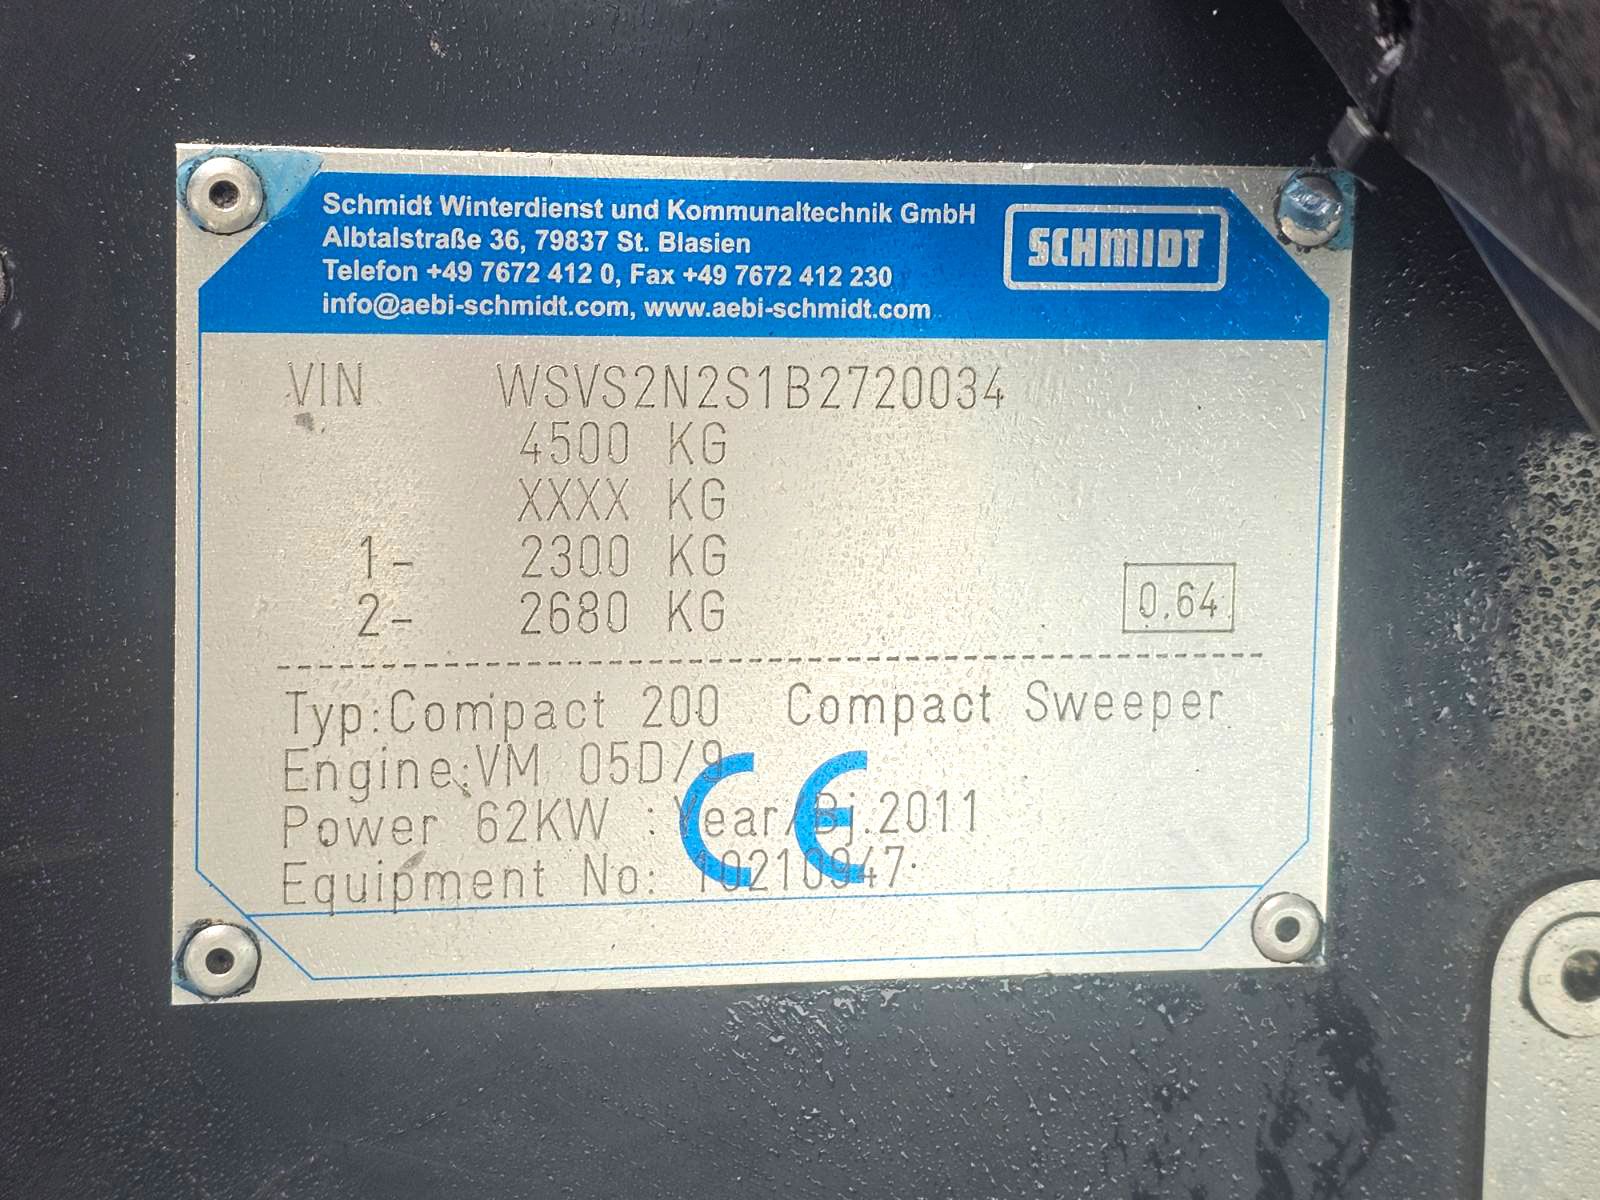 Schmidt Winterdienst und Kommunaltechnik GmbH
Albtalstraße 36, 79837 St. Blasien
Telefon +49 7672 412 0, Fax +49 7672 412 230
info@aebi-schmidt.com, www.aebi-schmidt.com
SCHMIDT
VIN WSVS2N2S1B2720034
4500 KG
XXXX KG
1- 2300 KG
2- 2680 KG
0.64
Typ:Compact 200 Compact Sweeper
Engine:VM 05D/9
Power 62KW :Year/Bj.2011
Equipment No: 10210947
CE